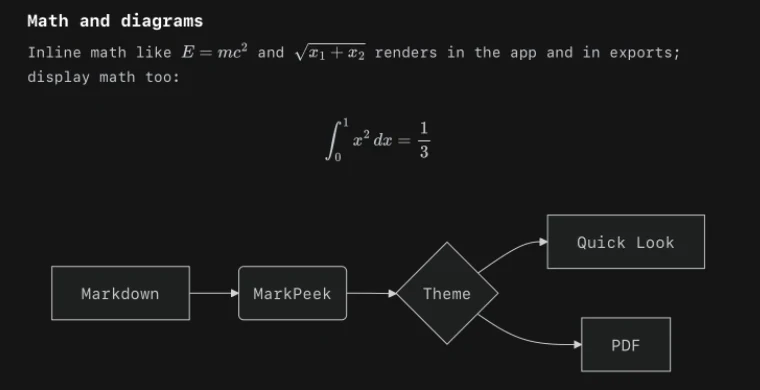 Math and diagrams
Inline math like E = mc² and √x₁ + x₂ renders in the app and in exports;
display math too:
∫₀¹ x² dx = 1/3
Markdown
MarkPeek
Theme
Quick Look
PDF